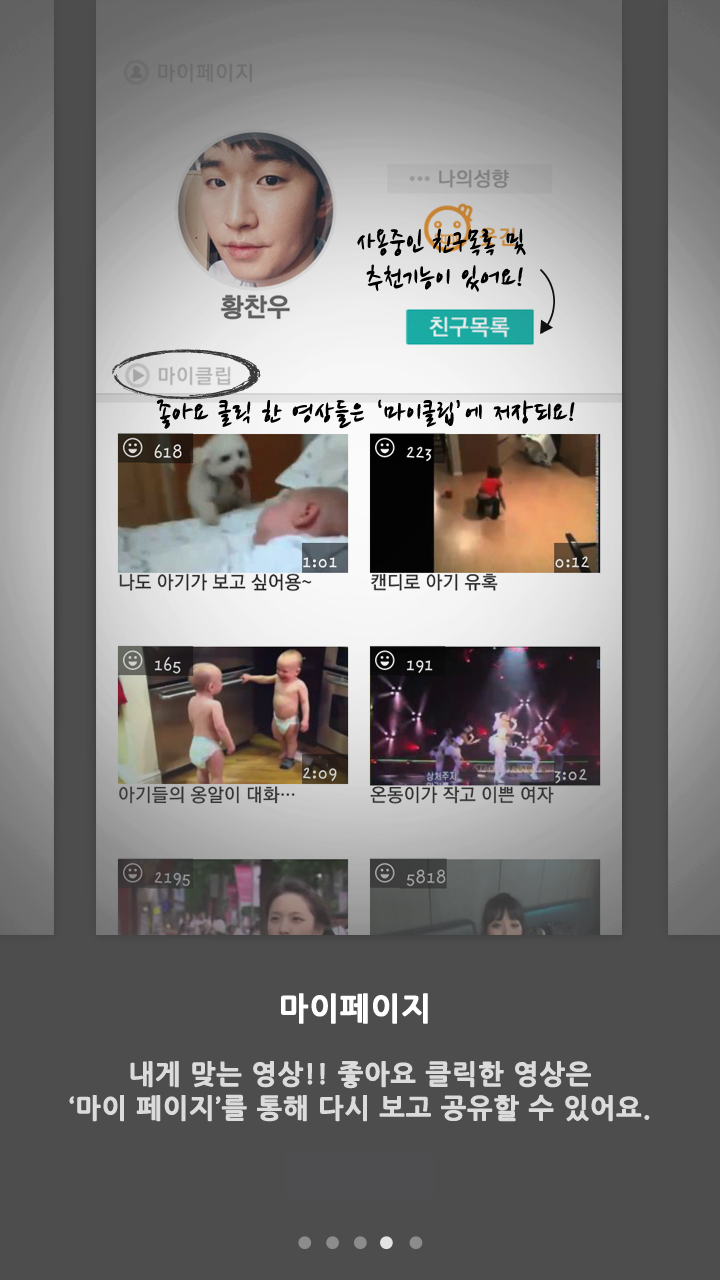 마이페이지
나의성향
사용중인 친구목록 및
추천기능이 있어요!
황찬우
친구목록
마이클립
좋아요 클릭 한 영상들은 '마이클립'에 저장되요!
618
1:01
나도 아기가 보고 싶어용~
223
0:12
캔디로 아기 유혹
165
2:09
아기들의 옹알이 대화…
191
상처주지
3:02
온동이가 작고 이쁜 여자
2195
5818
마이페이지
내게 맞는 영상!! 좋아요 클릭한 영상은
‘마이 페이지’를 통해 다시 보고 공유할 수 있어요.